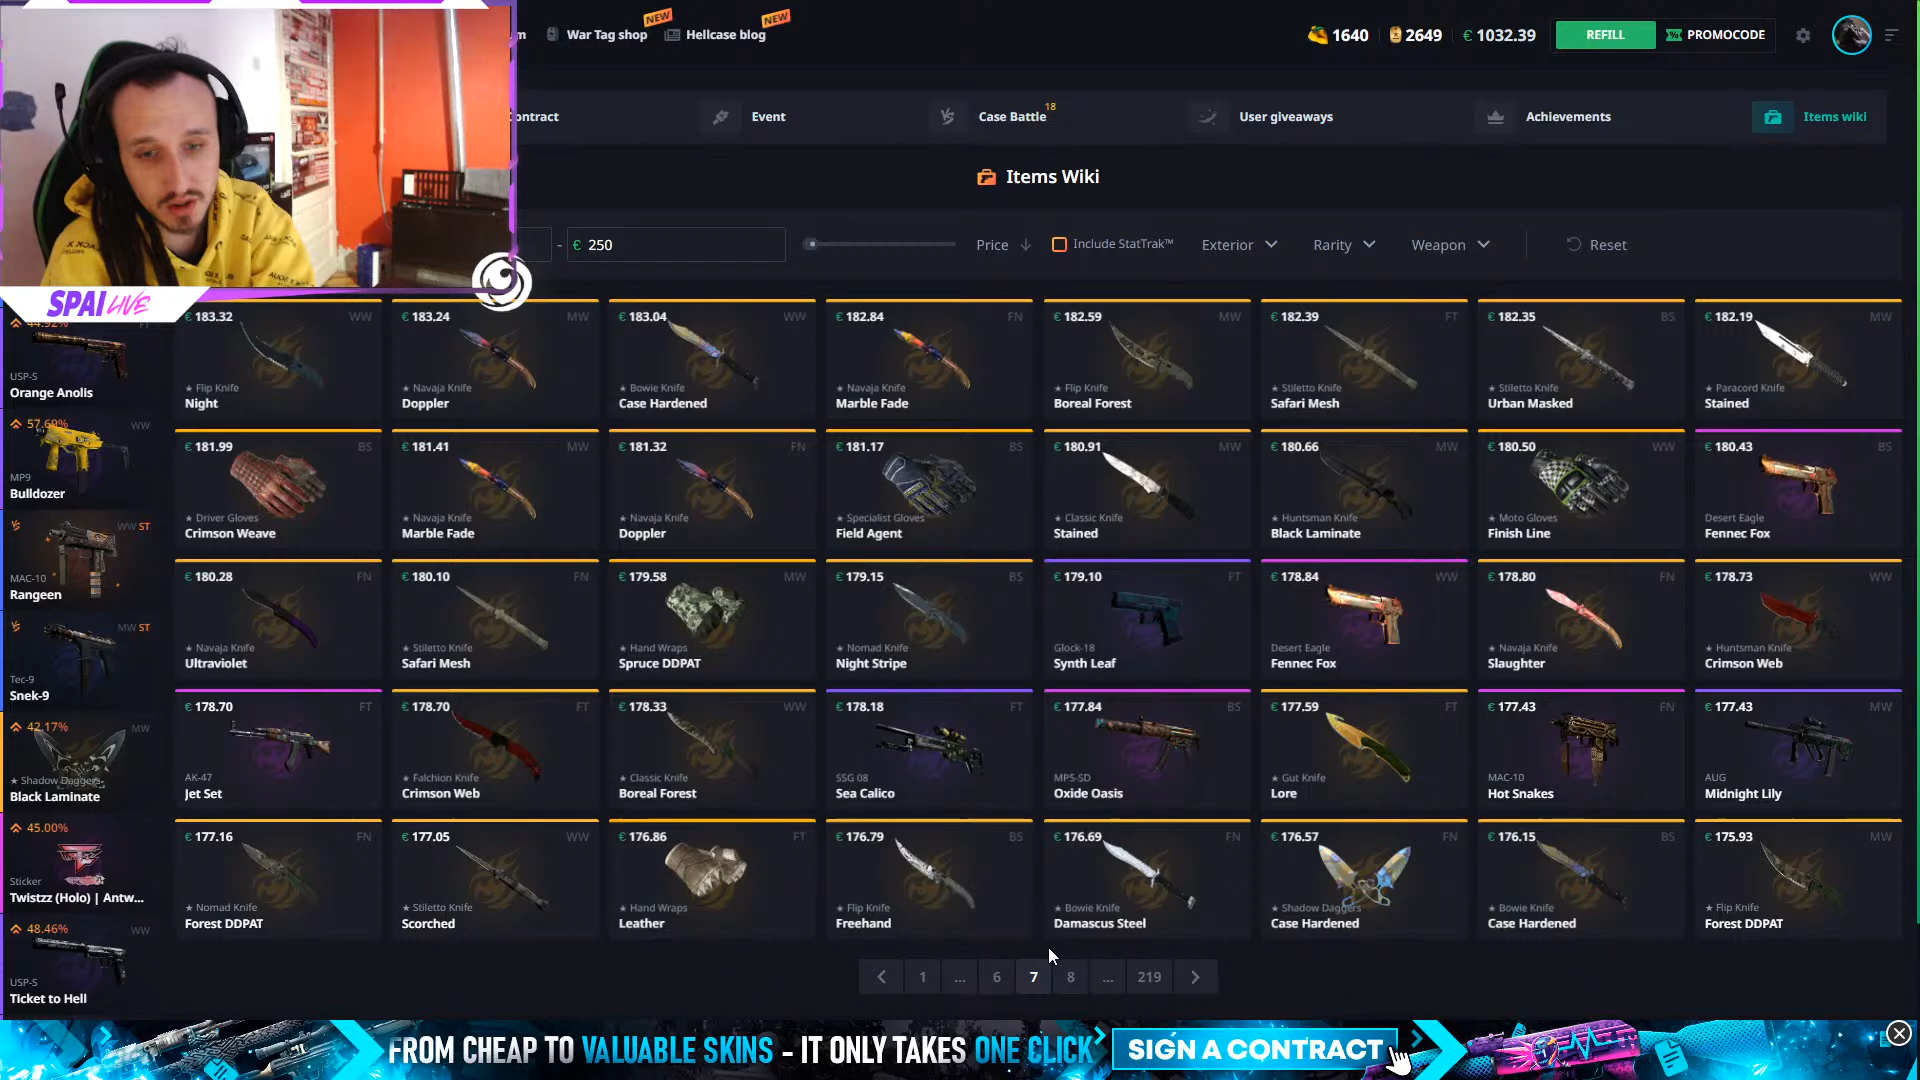 NEW
NEW
m
War Tag shop
Hellcase blog
1640
2649
€ 1032.39
REFILL
PROMOCODE
Contract
Event
Case Battle
18
User giveaways
Achievements
Items wiki
Items Wiki
- € 250
Price
Include StatTrak™
Exterior
Rarity
Weapon
Reset
SPAI LIVE
44.92% FT
USP-S
Orange Anolis
57.69% WW
MP9
Bulldozer
WW ST
MAC-10
Rangeen
MW ST
Tec-9
Snek-9
42.17% MW
★ Shadow Daggers
Black Laminate
45.00%
Sticker
Twistzz (Holo) | Antw...
48.46% WW
USP-S
Ticket to Hell
€ 183.32 WW
★ Flip Knife
Night
€ 183.24 MW
★ Navaja Knife
Doppler
€ 183.04 WW
★ Bowie Knife
Case Hardened
€ 182.84 FN
★ Navaja Knife
Marble Fade
€ 182.59 MW
★ Flip Knife
Boreal Forest
€ 182.39 FT
★ Stiletto Knife
Safari Mesh
€ 182.35 BS
★ Stiletto Knife
Urban Masked
€ 182.19 MW
★ Paracord Knife
Stained
€ 181.99 BS
★ Driver Gloves
Crimson Weave
€ 181.41 MW
★ Navaja Knife
Marble Fade
€ 181.32 FN
★ Navaja Knife
Doppler
€ 181.17 BS
★ Specialist Gloves
Field Agent
€ 180.91 MW
★ Classic Knife
Stained
€ 180.66 MW
★ Huntsman Knife
Black Laminate
€ 180.50 WW
★ Moto Gloves
Finish Line
€ 180.43 BS
Desert Eagle
Fennec Fox
€ 180.28 FN
★ Navaja Knife
Ultraviolet
€ 180.10 FN
★ Stiletto Knife
Safari Mesh
€ 179.58 MW
★ Hand Wraps
Spruce DDPAT
€ 179.15 BS
★ Nomad Knife
Night Stripe
€ 179.10 FT
Glock-18
Synth Leaf
€ 178.84 WW
Desert Eagle
Fennec Fox
€ 178.80 FN
★ Navaja Knife
Slaughter
€ 178.73 WW
★ Huntsman Knife
Crimson Web
€ 178.70 FT
AK-47
Jet Set
€ 178.70 FT
★ Falchion Knife
Crimson Web
€ 178.33 WW
★ Classic Knife
Boreal Forest
€ 178.18 FT
SSG 08
Sea Calico
€ 177.84 BS
MP5-SD
Oxide Oasis
€ 177.59 FT
★ Gut Knife
Lore
€ 177.43 FN
MAC-10
Hot Snakes
€ 177.43 MW
AUG
Midnight Lily
€ 177.16 FN
★ Nomad Knife
Forest DDPAT
€ 177.05 WW
★ Stiletto Knife
Scorched
€ 176.86 FT
★ Hand Wraps
Leather
€ 176.79 BS
★ Flip Knife
Freehand
€ 176.69 FN
★ Bowie Knife
Damascus Steel
€ 176.57 FN
★ Shadow Daggers
Case Hardened
€ 176.15 BS
★ Bowie Knife
Case Hardened
€ 175.93 MW
★ Flip Knife
Forest DDPAT
1 ... 6 7 8 ... 219
FROM CHEAP TO VALUABLE SKINS - IT ONLY TAKES ONE CLICK
SIGN A CONTRACT